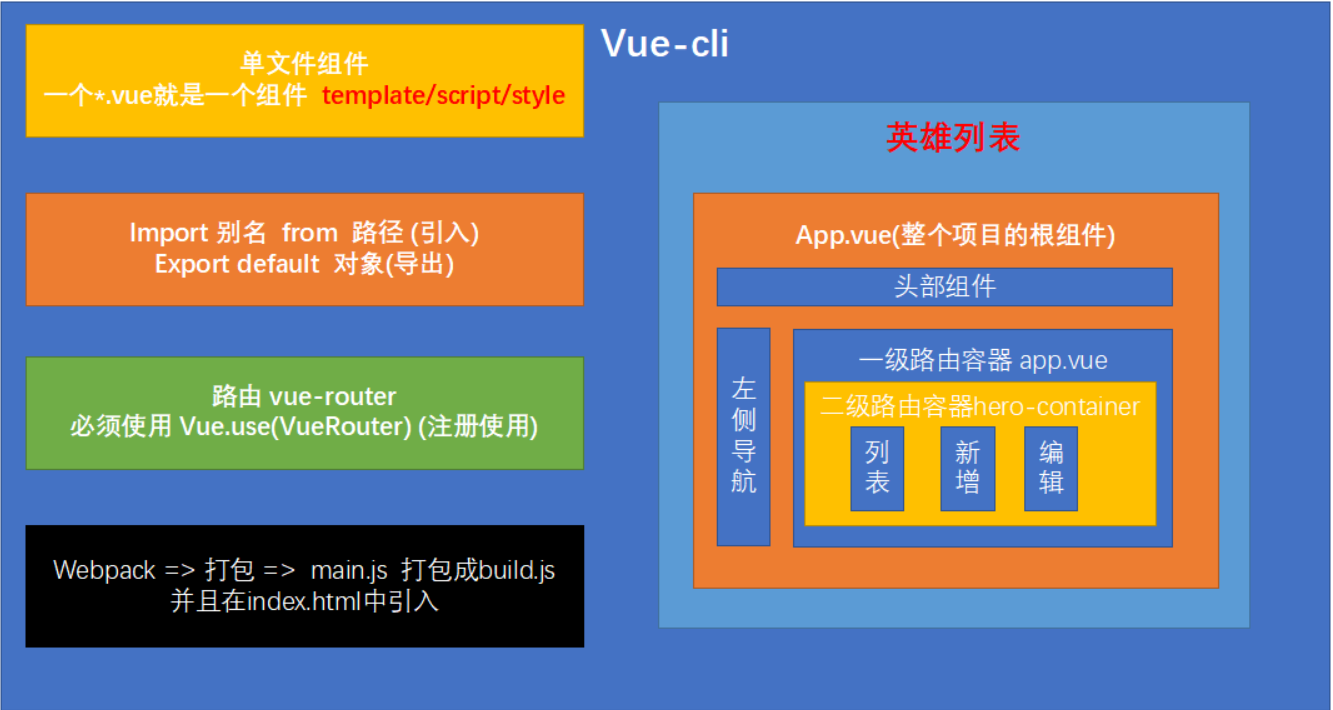 Vue-cli
单文件组件
一个*.vue就是一个组件 template/script/style
Import 别名 from 路径 (引入)
Export default 对象(导出)
路由 vue-router
必须使用 Vue.use(VueRouter) (注册使用)
Webpack => 打包 => main.js 打包成build.js
并且在index.html中引入
英雄列表
App.vue(整个项目的根组件)
头部组件
左侧导航
一级路由容器 app.vue
二级路由容器hero-container
列表
新增
编辑